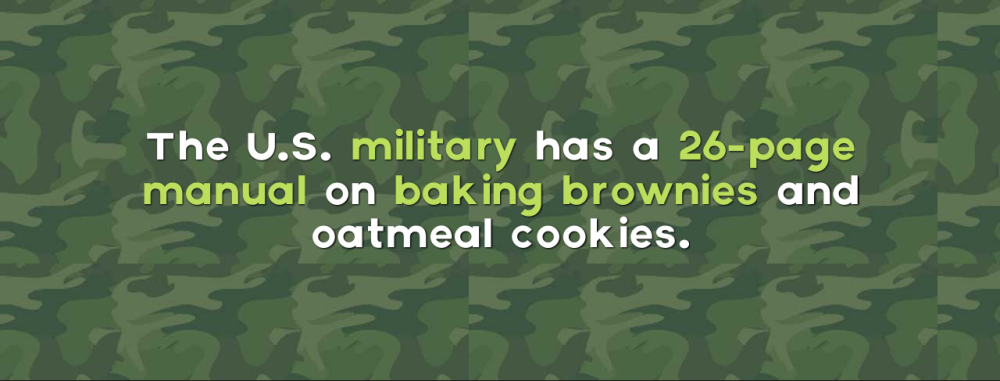 The U.S. military has a 26-page
manual on baking brownies and
oatmeal cookies.